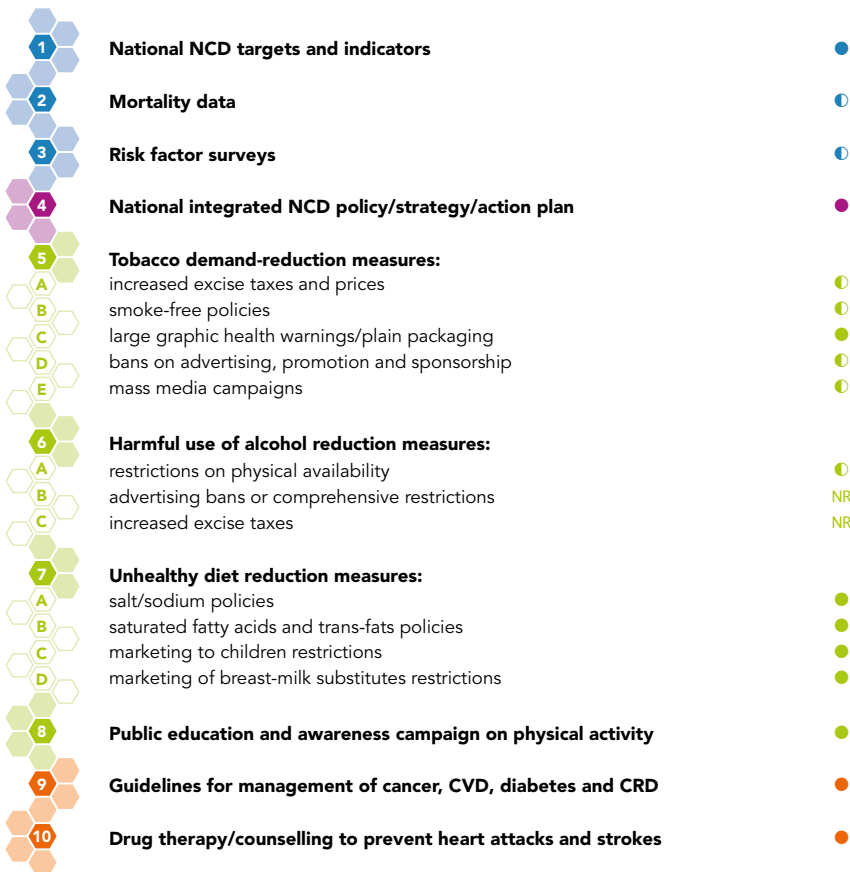 1 National NCD targets and indicators ●
2 Mortality data ◐
3 Risk factor surveys ◐
4 National integrated NCD policy/strategy/action plan ●
5 Tobacco demand-reduction measures:
A increased excise taxes and prices ◐
B smoke-free policies ◐
C large graphic health warnings/plain packaging ●
D bans on advertising, promotion and sponsorship ◐
E mass media campaigns ◐
6 Harmful use of alcohol reduction measures:
A restrictions on physical availability ◐
B advertising bans or comprehensive restrictions NR
C increased excise taxes NR
7 Unhealthy diet reduction measures:
A salt/sodium policies ●
B saturated fatty acids and trans-fats policies ●
C marketing to children restrictions ●
D marketing of breast-milk substitutes restrictions ●
8 Public education and awareness campaign on physical activity ●
9 Guidelines for management of cancer, CVD, diabetes and CRD ●
10 Drug therapy/counselling to prevent heart attacks and strokes ●